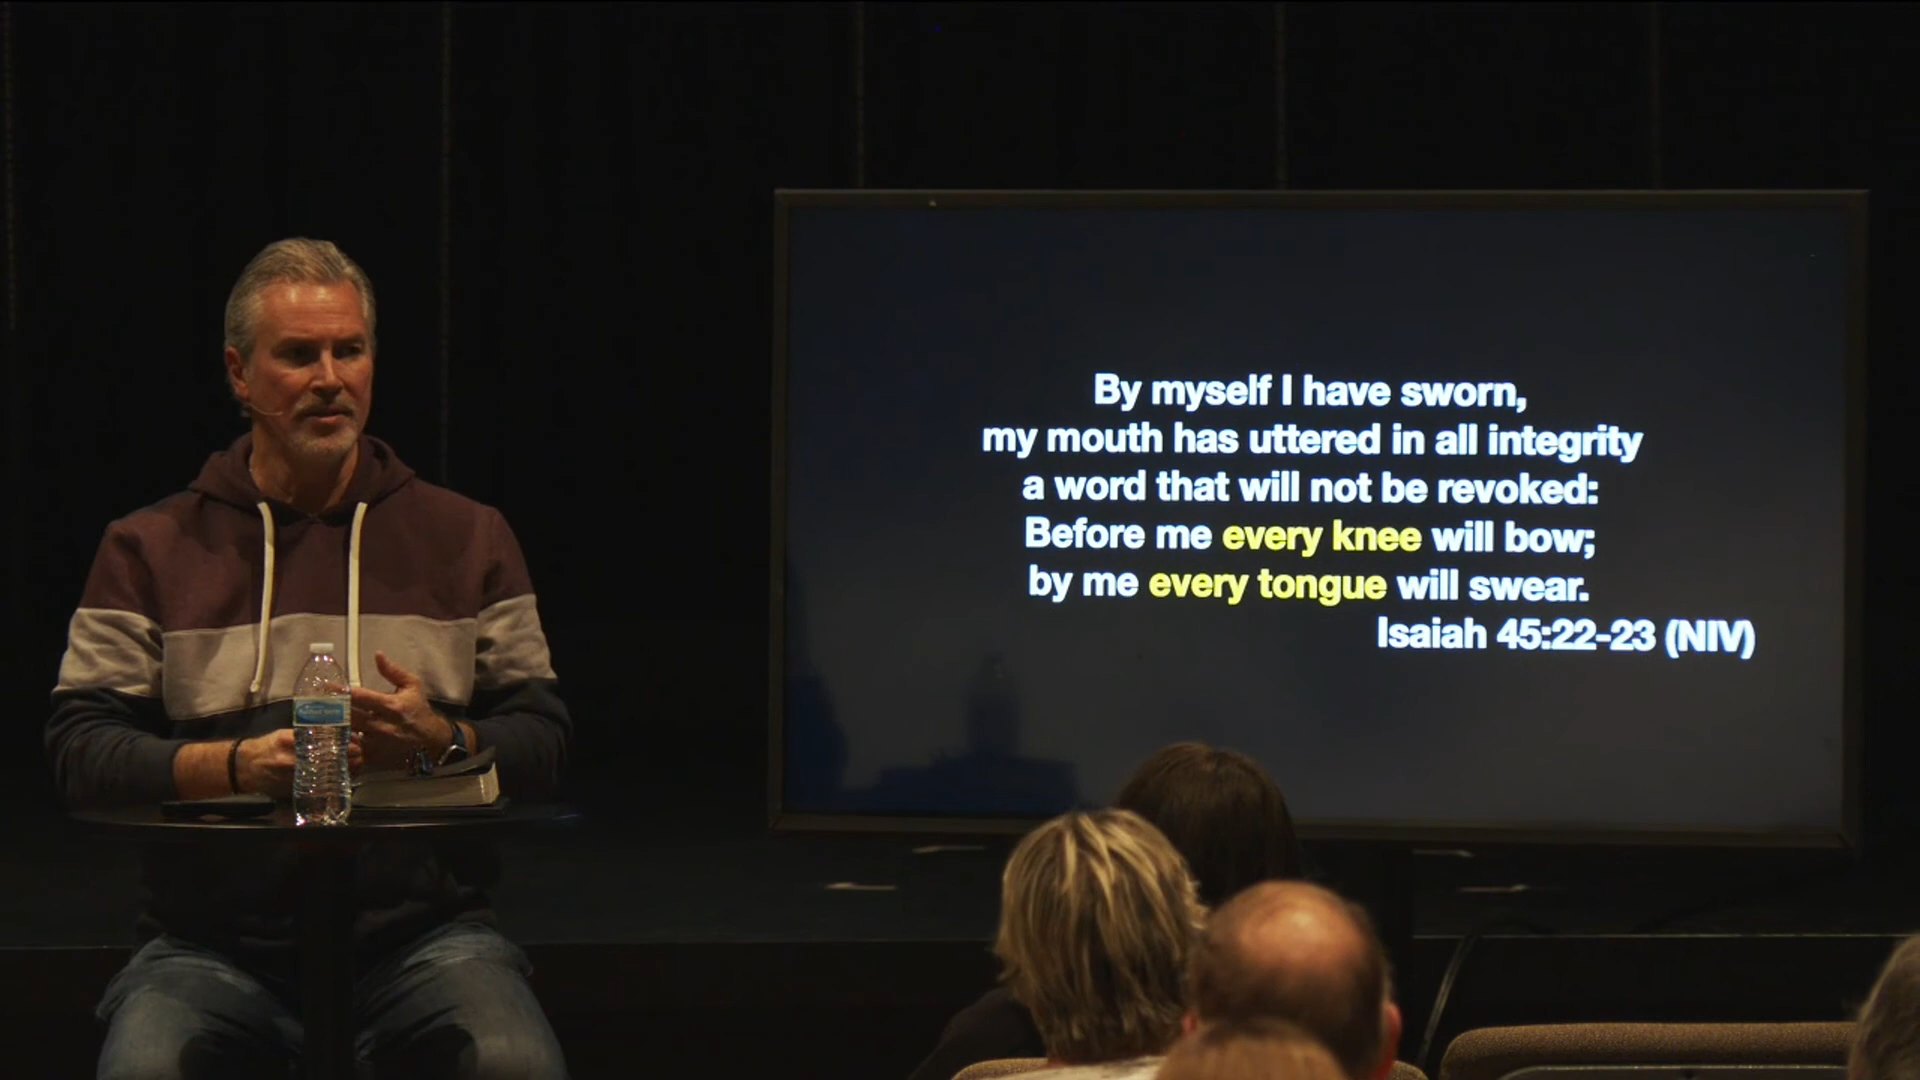 By myself I have sworn,
my mouth has uttered in all integrity
a word that will not be revoked:
Before me every knee will bow;
by me every tongue will swear.
Isaiah 45:22-23 (NIV)